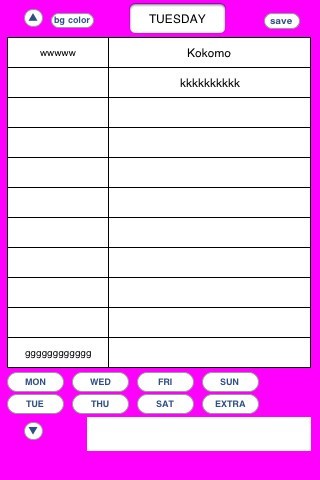 bg color
TUESDAY
save
wwwww
Kokomo
kkkkkkkkkk
gggggggggggg
MON
WED
FRI
SUN
TUE
THU
SAT
EXTRA